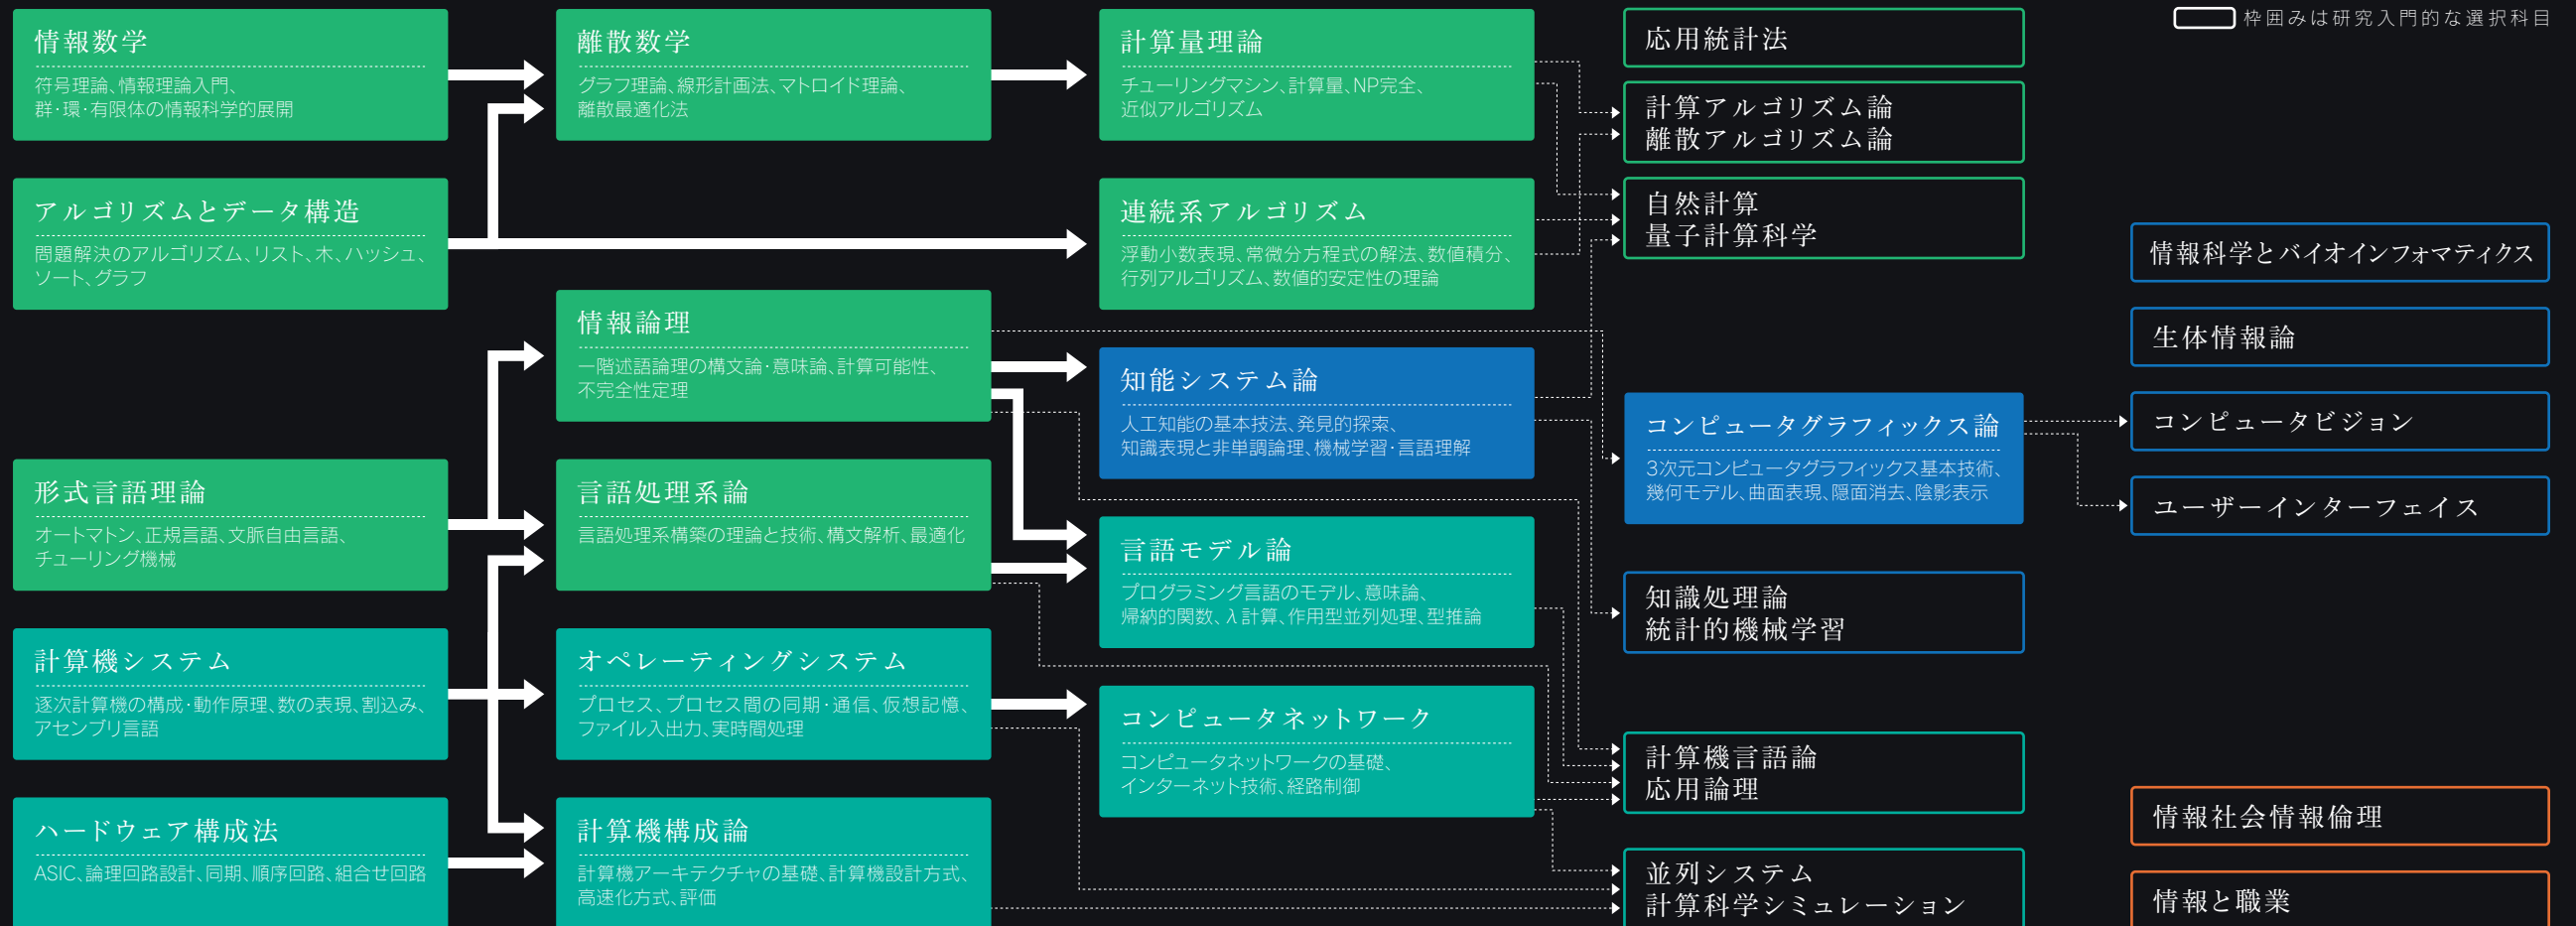 情報数学
符号理論、情報理論入門、
群・環・有限体の情報科学的展開
アルゴリズムとデータ構造
問題解決のアルゴリズム、リスト、木、ハッシュ、
ソート、グラフ
形式言語理論
オートマトン、正規言語、文脈自由言語、
チューリング機械
計算機システム
逐次計算機の構成・動作原理、数の表現、割込み、
アセンブリ言語
ハードウェア構成法
ASIC、論理回路設計、同期、順序回路、組合せ回路
離散数学
グラフ理論、線形計画法、マトロイド理論、
離散最適化法
情報論理
一階述語論理の構文論・意味論、計算可能性、
不完全性定理
言語処理系論
言語処理系構築の理論と技術、構文解析、最適化
オペレーティングシステム
プロセス、プロセス間の同期・通信、仮想記憶、
ファイル入出力、実時間処理
計算機構成論
計算機アーキテクチャの基礎、計算機設計方式、
高速化方式、評価
計算量理論
チューリングマシン、計算量、NP完全、
近似アルゴリズム
連続系アルゴリズム
浮動小数表現、常微分方程式の解法、数値積分、
行列アルゴリズム、数値的安定性の理論
知能システム論
人工知能の基本技法、発見的探索、
知識表現と非単調論理、機械学習・言語理解
言語モデル論
プログラミング言語のモデル、意味論、
帰納的関数、λ計算、作用型並列処理、型推論
コンピュータネットワーク
コンピュータネットワークの基礎、
インターネット技術、経路制御
応用統計法
計算アルゴリズム論
離散アルゴリズム論
自然計算
量子計算科学
コンピュータグラフィックス論
3次元コンピュータグラフィックス基本技術、
幾何モデル、曲面表現、隠面消去、陰影表示
知識処理論
統計的機械学習
計算機言語論
応用論理
並列システム
計算科学シミュレーション
枠囲みは研究入門的な選択科目
情報科学とバイオインフォマティクス
生体情報論
コンピュータビジョン
ユーザーインターフェイス
情報社会情報倫理
情報と職業